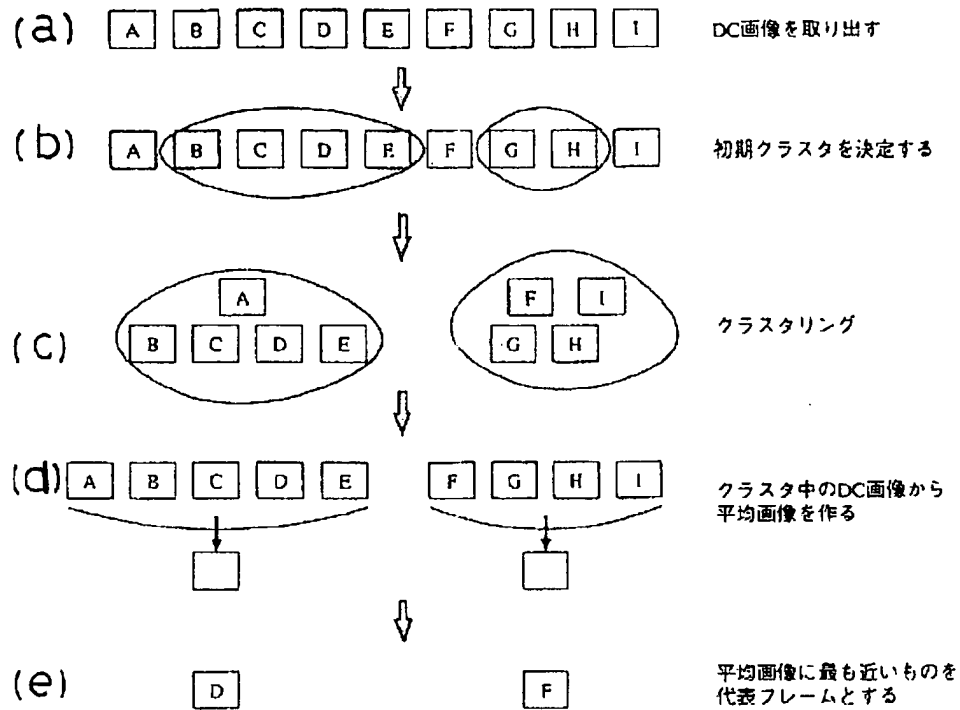 (a) A B C D E F G H I DC画像を取り出す
(b) A B C D E F G H I 初期クラスタを決定する
A F I
(c) B C D E G H クラスタリング
(d) A B C D E F G H I クラスタ中のDC画像から
平均画像を作る
(e) D F 平均画像に最も近いものを
代表フレームとする